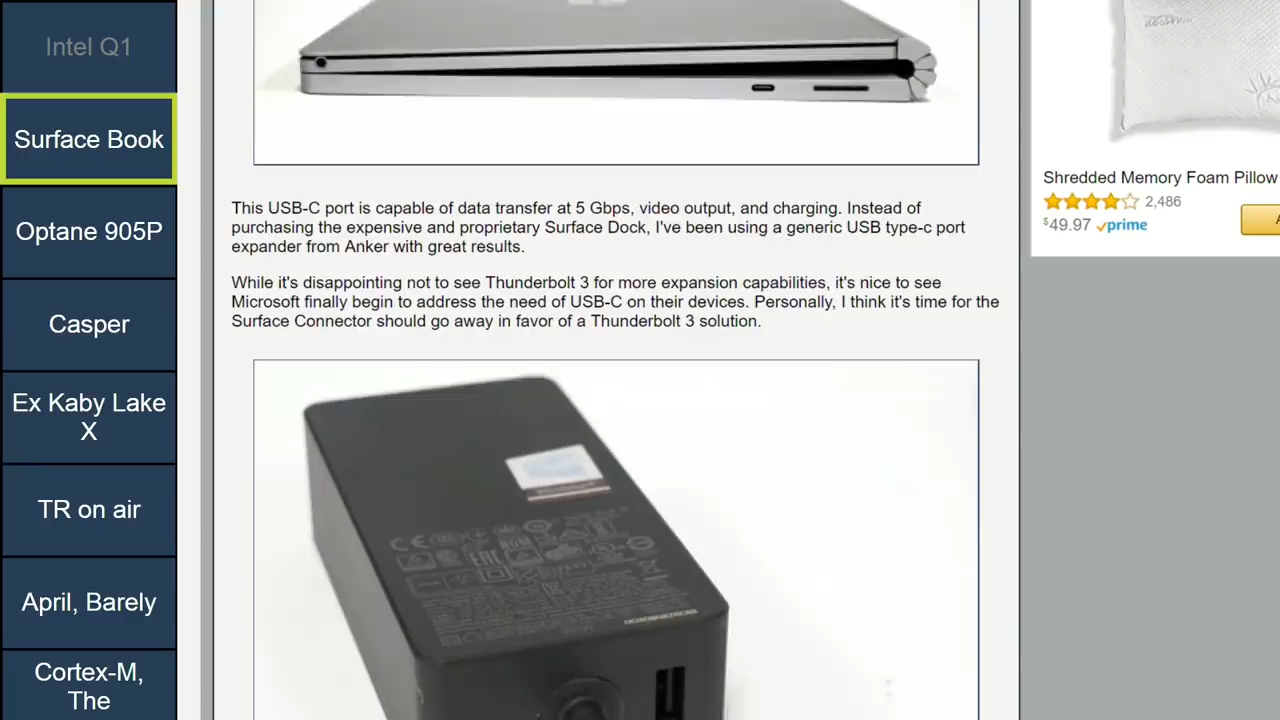 Intel Q1
Surface Book
Optane 905P
Casper
Ex Kaby Lake
X
TR on air
April, Barely
Cortex-M,
The
This USB-C port is capable of data transfer at 5 Gbps, video output, and charging. Instead of
purchasing the expensive and proprietary Surface Dock, I've been using a generic USB type-c port
expander from Anker with great results.
While it's disappointing not to see Thunderbolt 3 for more expansion capabilities, it's nice to see
Microsoft finally begin to address the need of USB-C on their devices. Personally, I think it's time for the
Surface Connector should go away in favor of a Thunderbolt 3 solution.
CE
EAC
Shredded Memory Foam Pillow
2,486
$49.97 prime